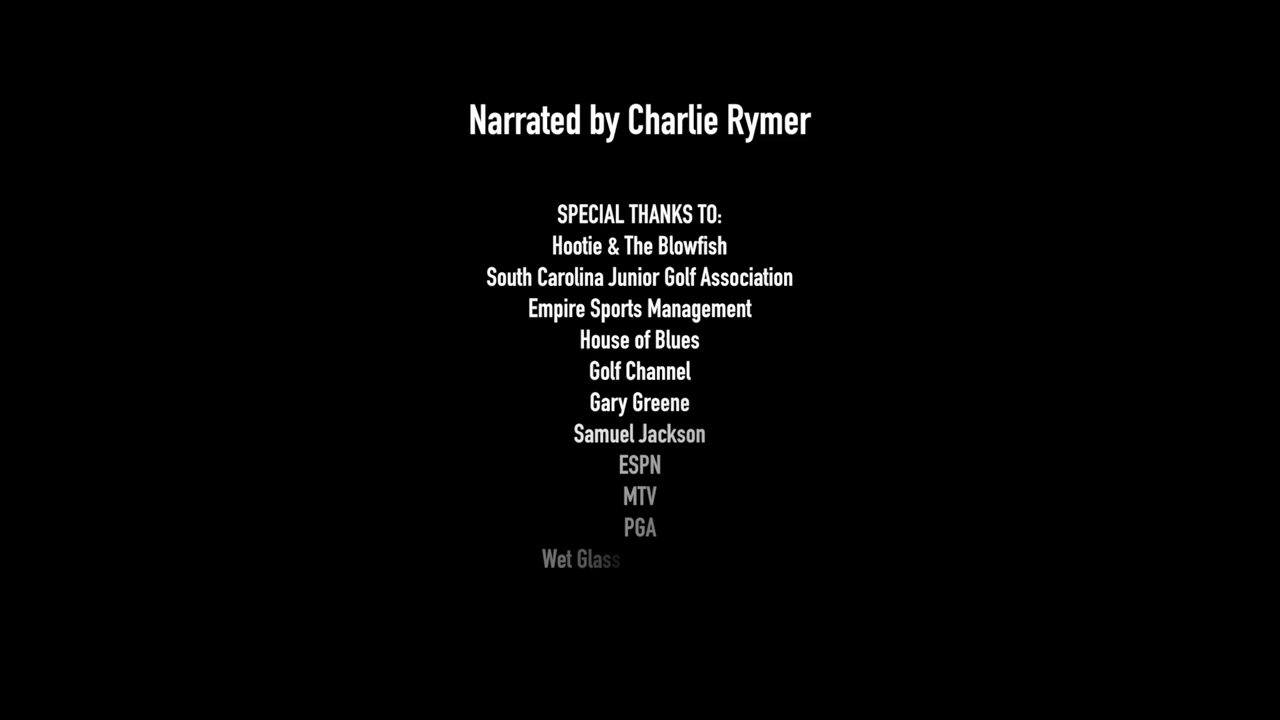 Narrated by Charlie Rymer
SPECIAL THANKS TO:
Hootie & The Blowfish
South Carolina Junior Golf Association
Empire Sports Management
House of Blues
Golf Channel
Gary Greene
Samuel Jackson
ESPN
MTV
PGA
Wet Glass